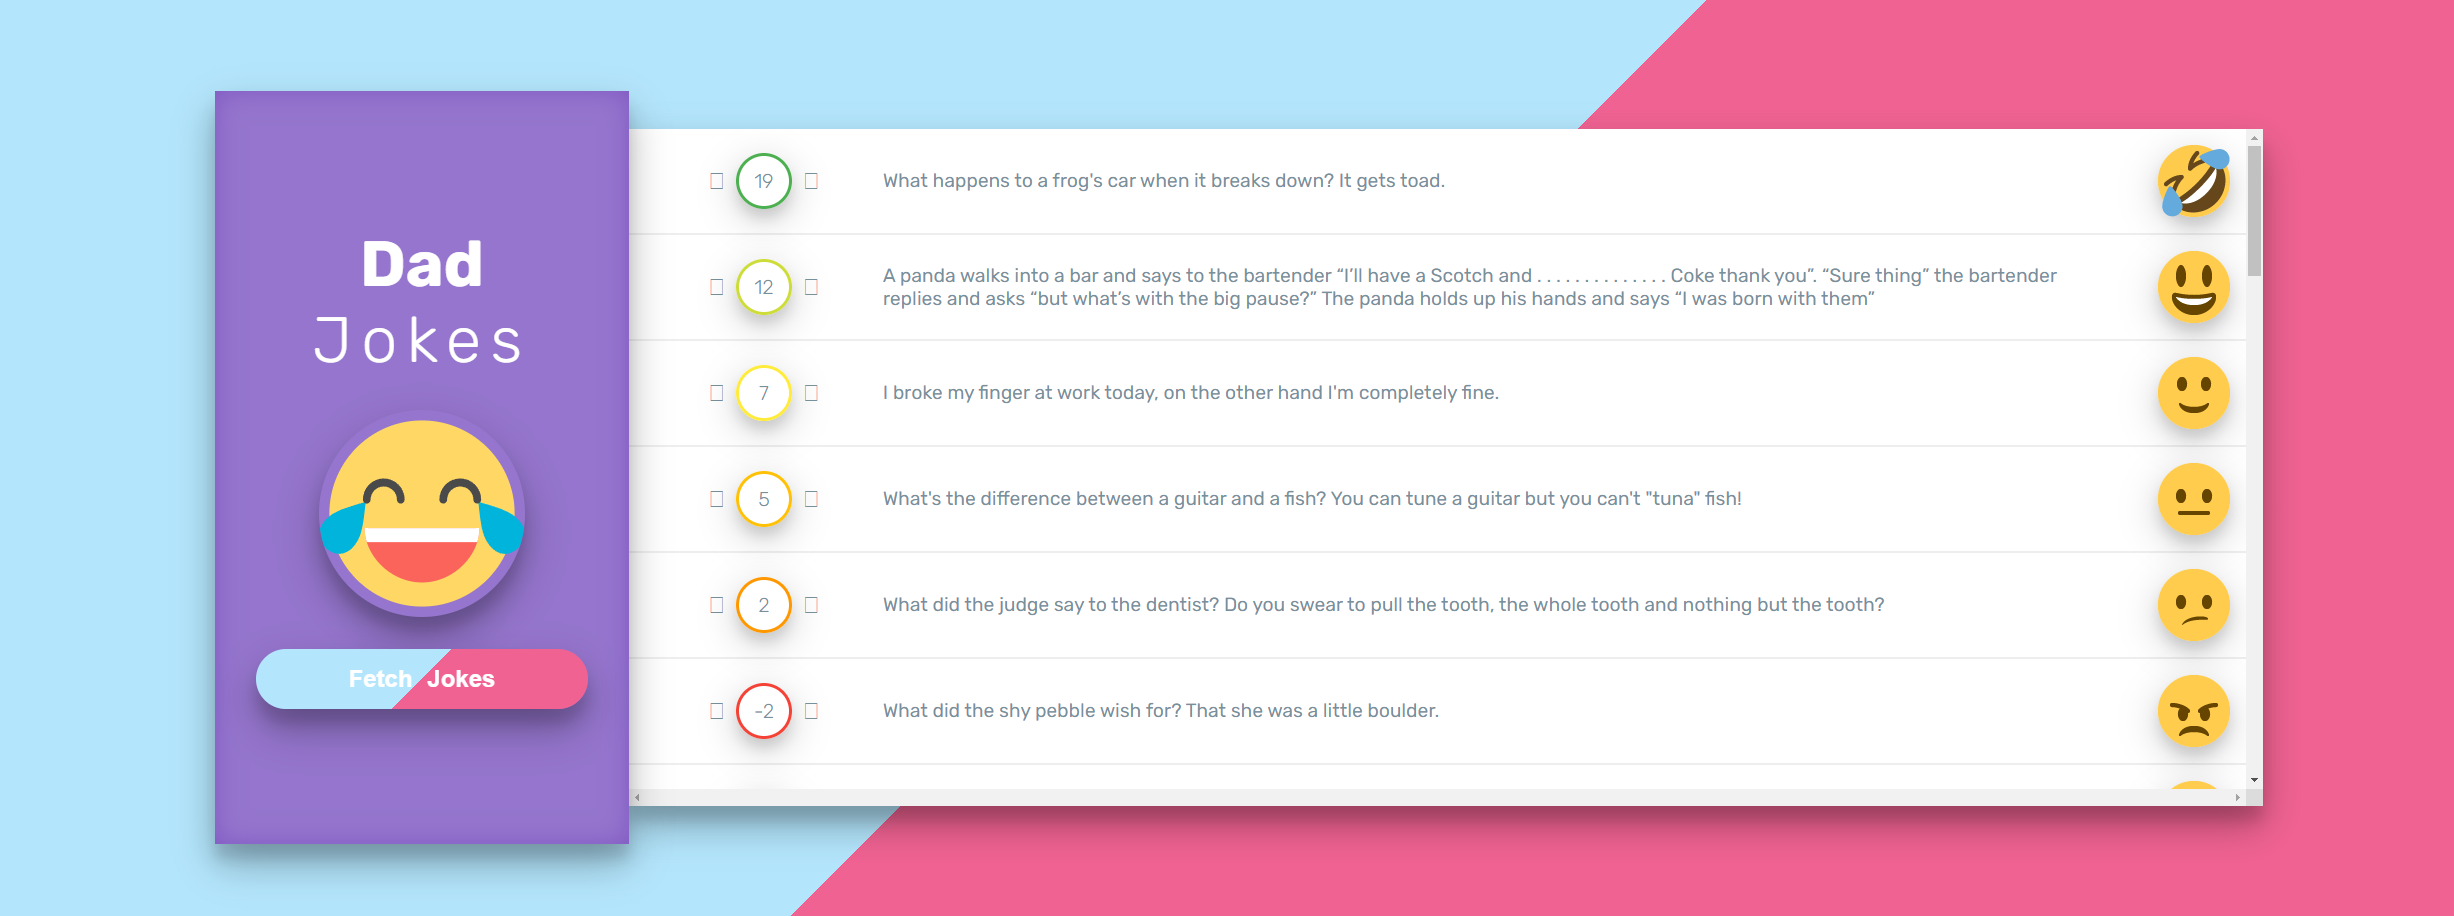 Dad
Jokes
Fetch Jokes
19 What happens to a frog's car when it breaks down? It gets toad.
12 A panda walks into a bar and says to the bartender “I’ll have a Scotch and . . . . . . . . . . . . . . Coke thank you”. “Sure thing” the bartender
replies and asks “but what’s with the big pause?” The panda holds up his hands and says “I was born with them”
7 I broke my finger at work today, on the other hand I'm completely fine.
5 What's the difference between a guitar and a fish? You can tune a guitar but you can't "tuna" fish!
2 What did the judge say to the dentist? Do you swear to pull the tooth, the whole tooth and nothing but the tooth?
-2 What did the shy pebble wish for? That she was a little boulder.